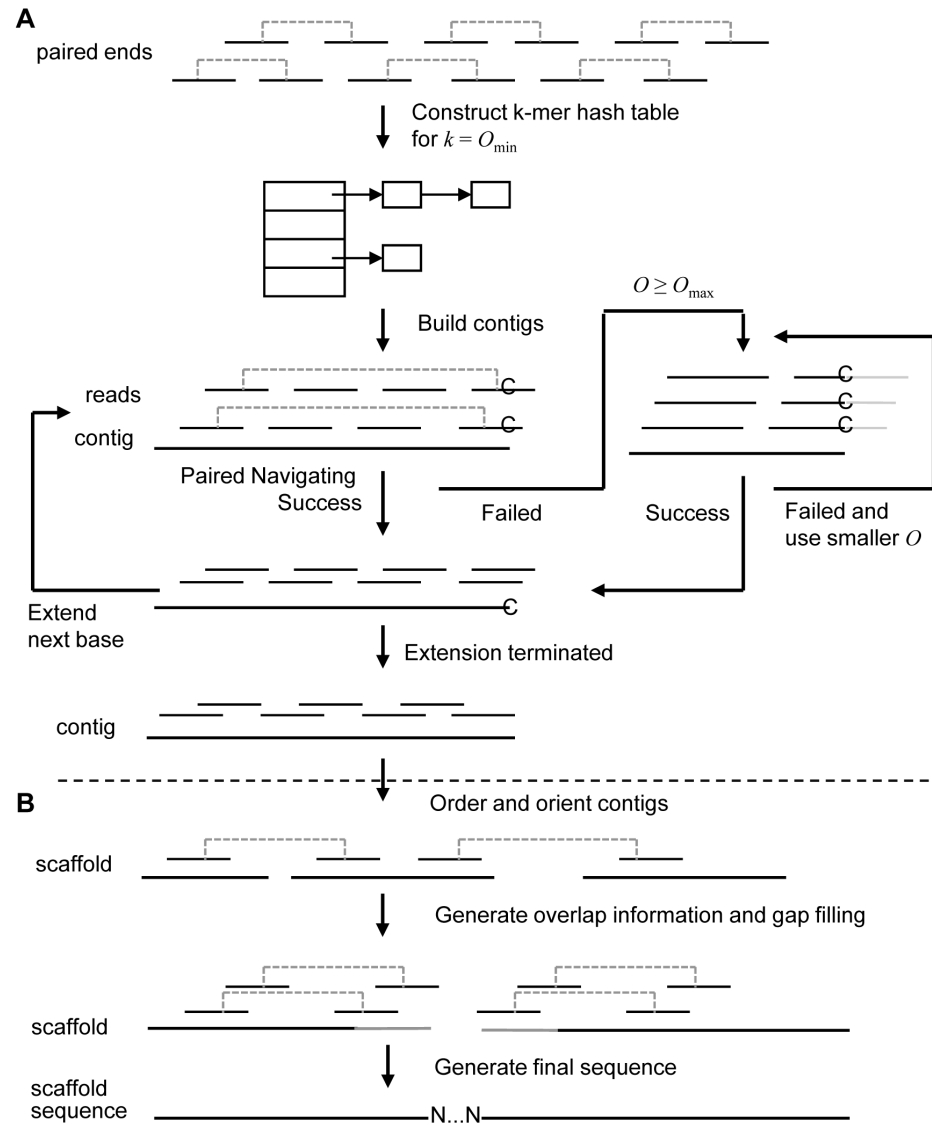 A
paired ends
Construct k-mer hash table
for k = Omin
O ≥ Omax
Build contigs
C
reads
C
contig
C
C
C
Paired Navigating
Success
Failed
Success
Failed and
use smaller O
C
Extend
next base
Extension terminated
contig
B
Order and orient contigs
scaffold
Generate overlap information and gap filling
scaffold
Generate final sequence
scaffold
sequence
N...N